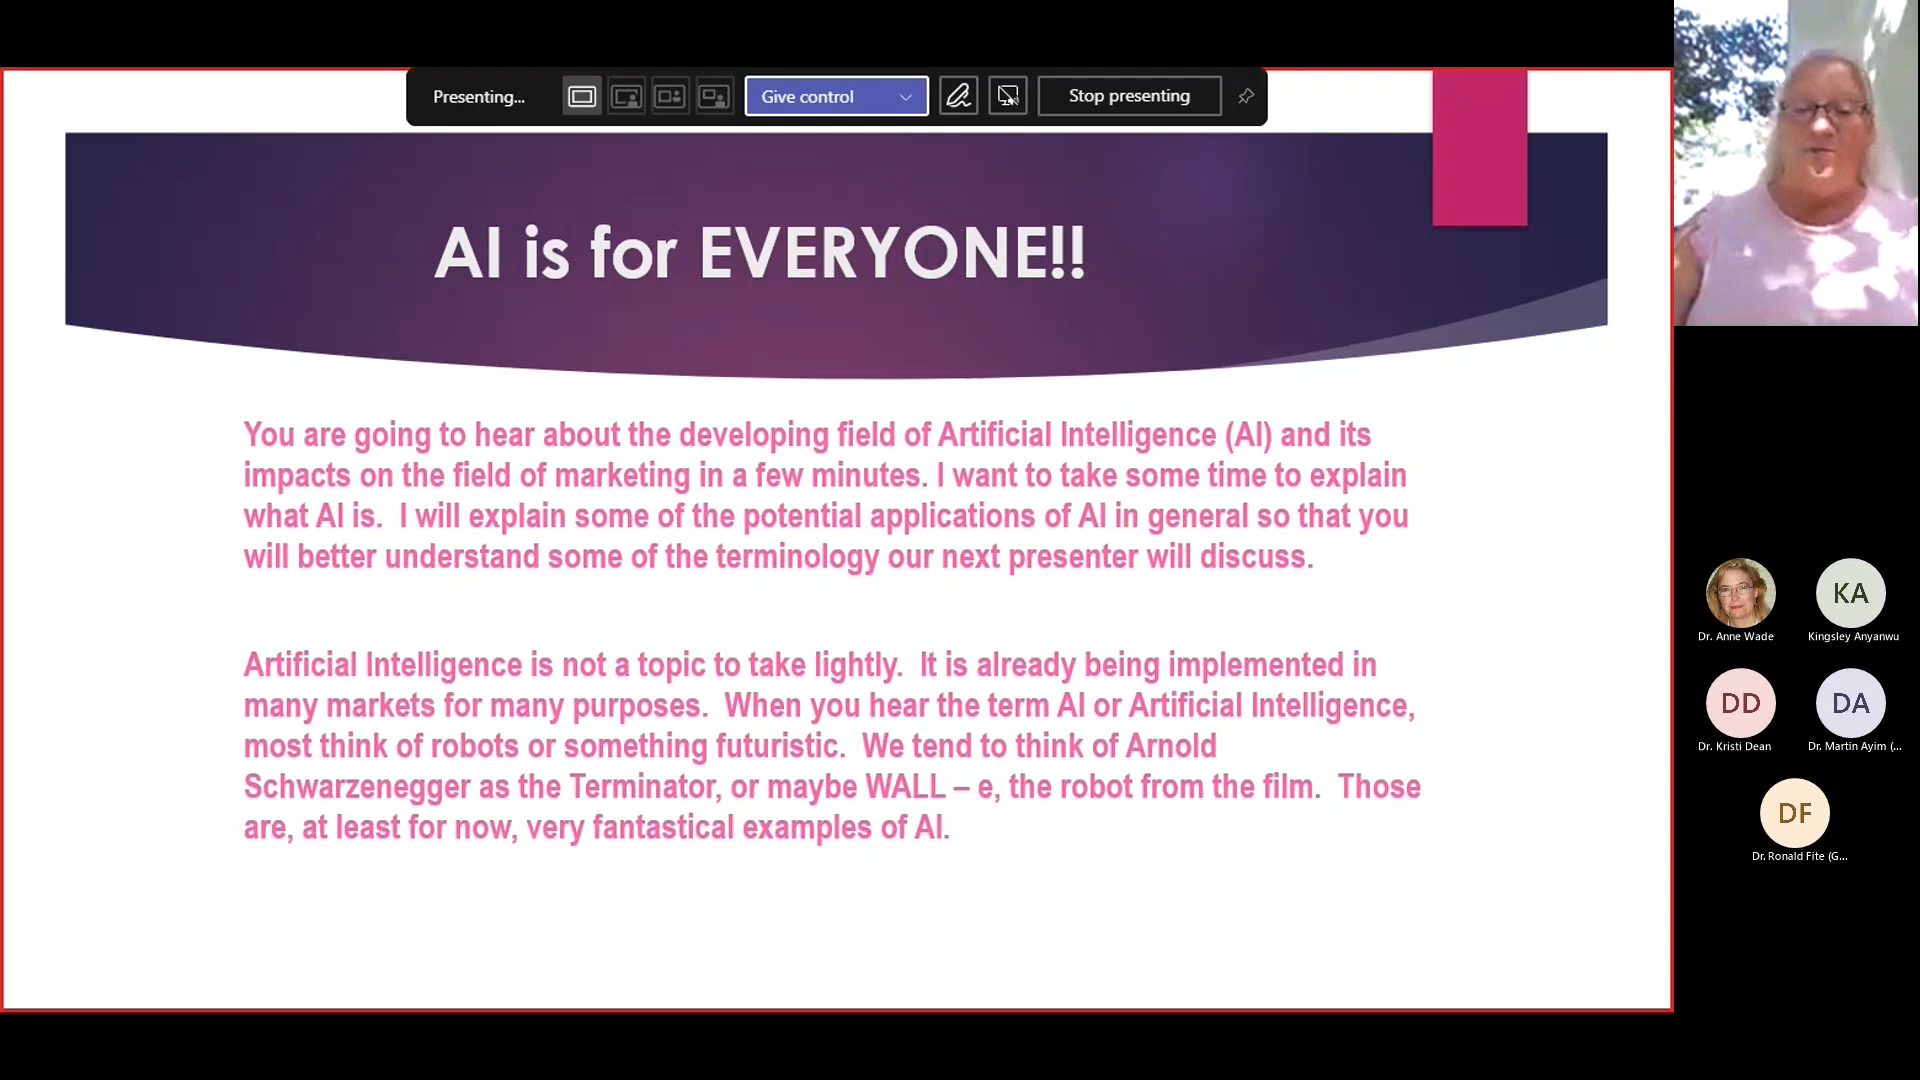 Presenting...
Give control
Stop presenting
AI is for EVERYONE!!
You are going to hear about the developing field of Artificial Intelligence (AI) and its
impacts on the field of marketing in a few minutes. I want to take some time to explain
what AI is.  I will explain some of the potential applications of AI in general so that you
will better understand some of the terminology our next presenter will discuss.
Artificial Intelligence is not a topic to take lightly.  It is already being implemented in
many markets for many purposes.  When you hear the term AI or Artificial Intelligence,
most think of robots or something futuristic.  We tend to think of Arnold
Schwarzenegger as the Terminator, or maybe WALL – e, the robot from the film.  Those
are, at least for now, very fantastical examples of AI.
Dr. Anne Wade
KA
Kingsley Anyanwu
DD
Dr. Kristi Dean
DA
Dr. Martin Ayim (...
DF
Dr. Ronald Fite (G...